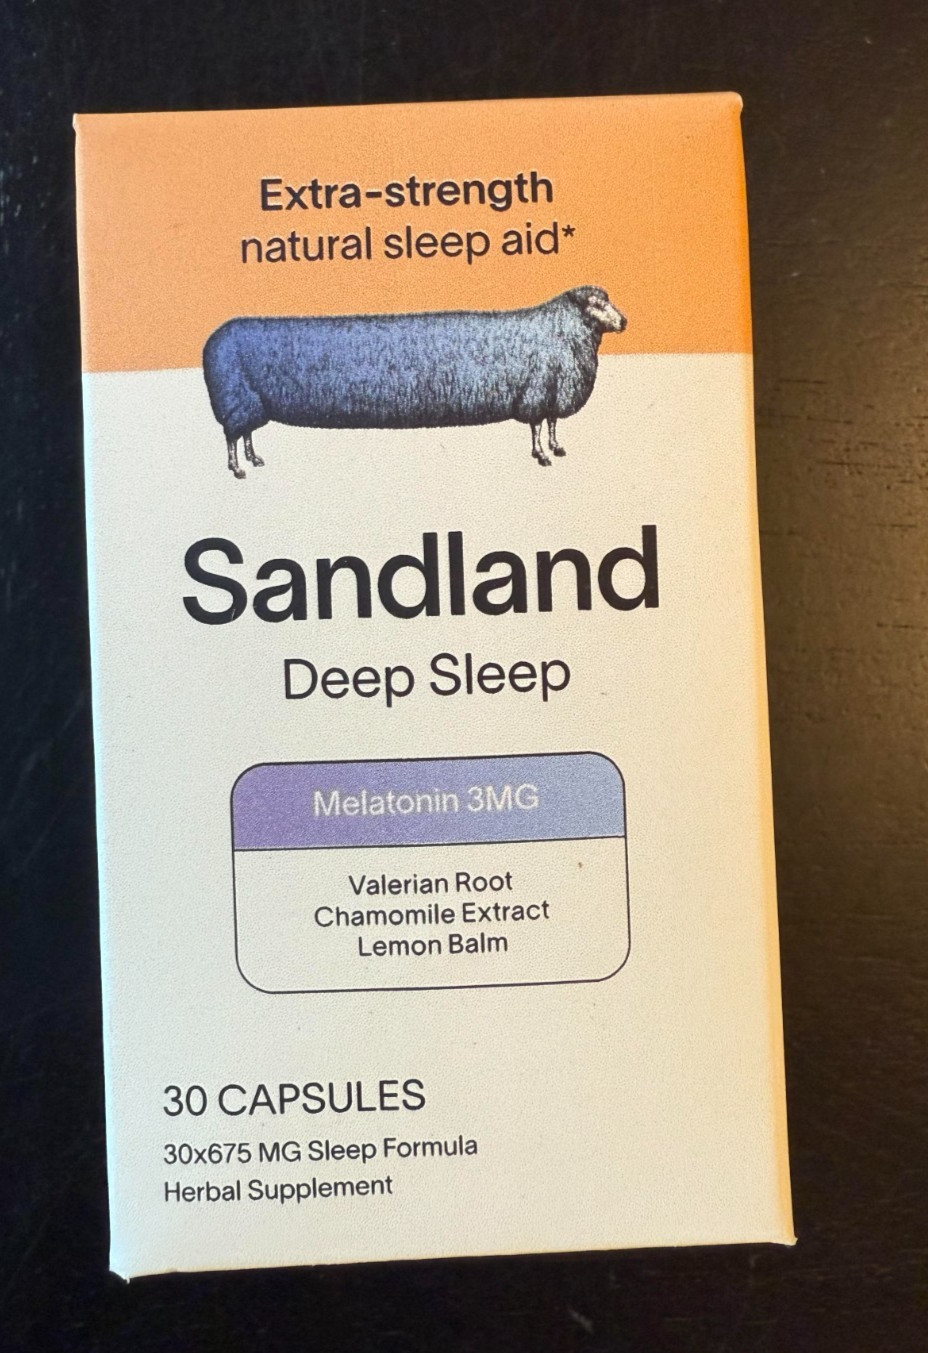 Extra-strength
natural sleep aid*
Sandland
Deep Sleep
Melatonin 3MG
Valerian Root
Chamomile Extract
Lemon Balm
30 CAPSULES
30x675 MG Sleep Formula
Herbal Supplement